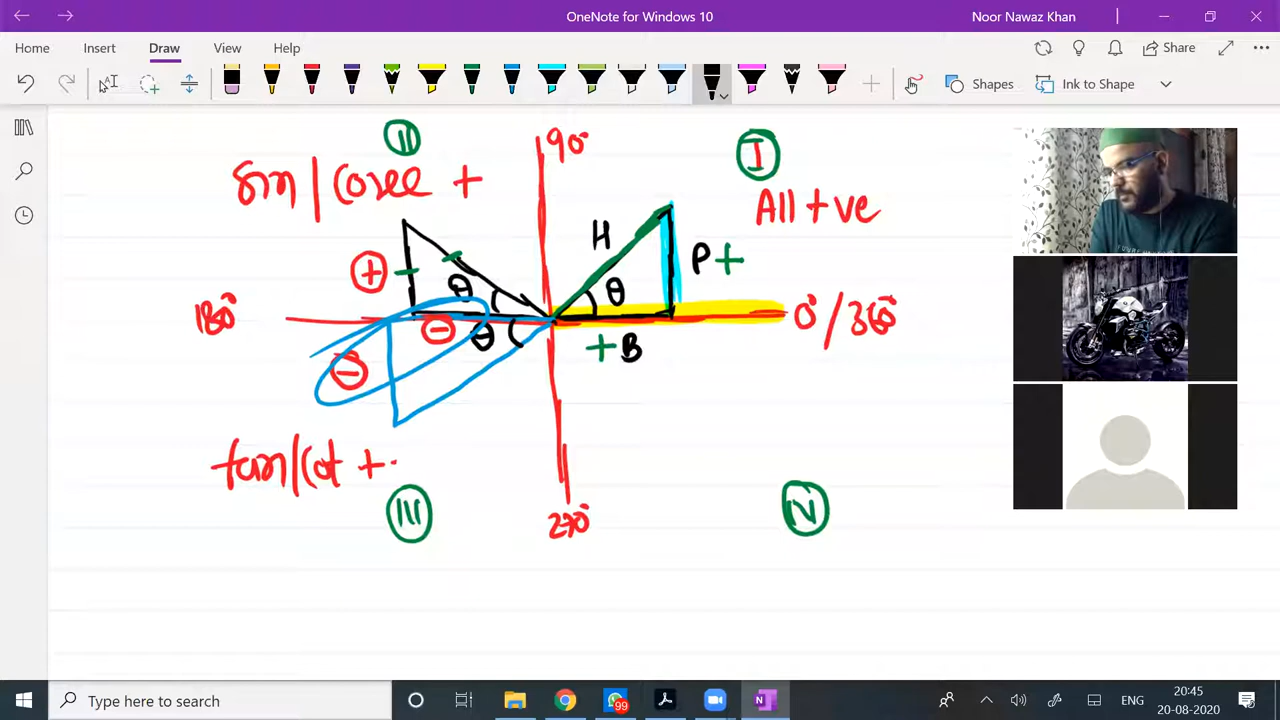 OneNote for Windows 10
Noor Nawaz Khan
Home Insert Draw View Help
Share
Shapes
Ink to Shape
II
90°
I
sin/Cosec +
All +ve
H
P+
+
θ
θ
180°
0°/360°
−
θ
+B
−
tan/Cot +
III
270°
IV
Type here to search
99
ENG
20:45
20-08-2020